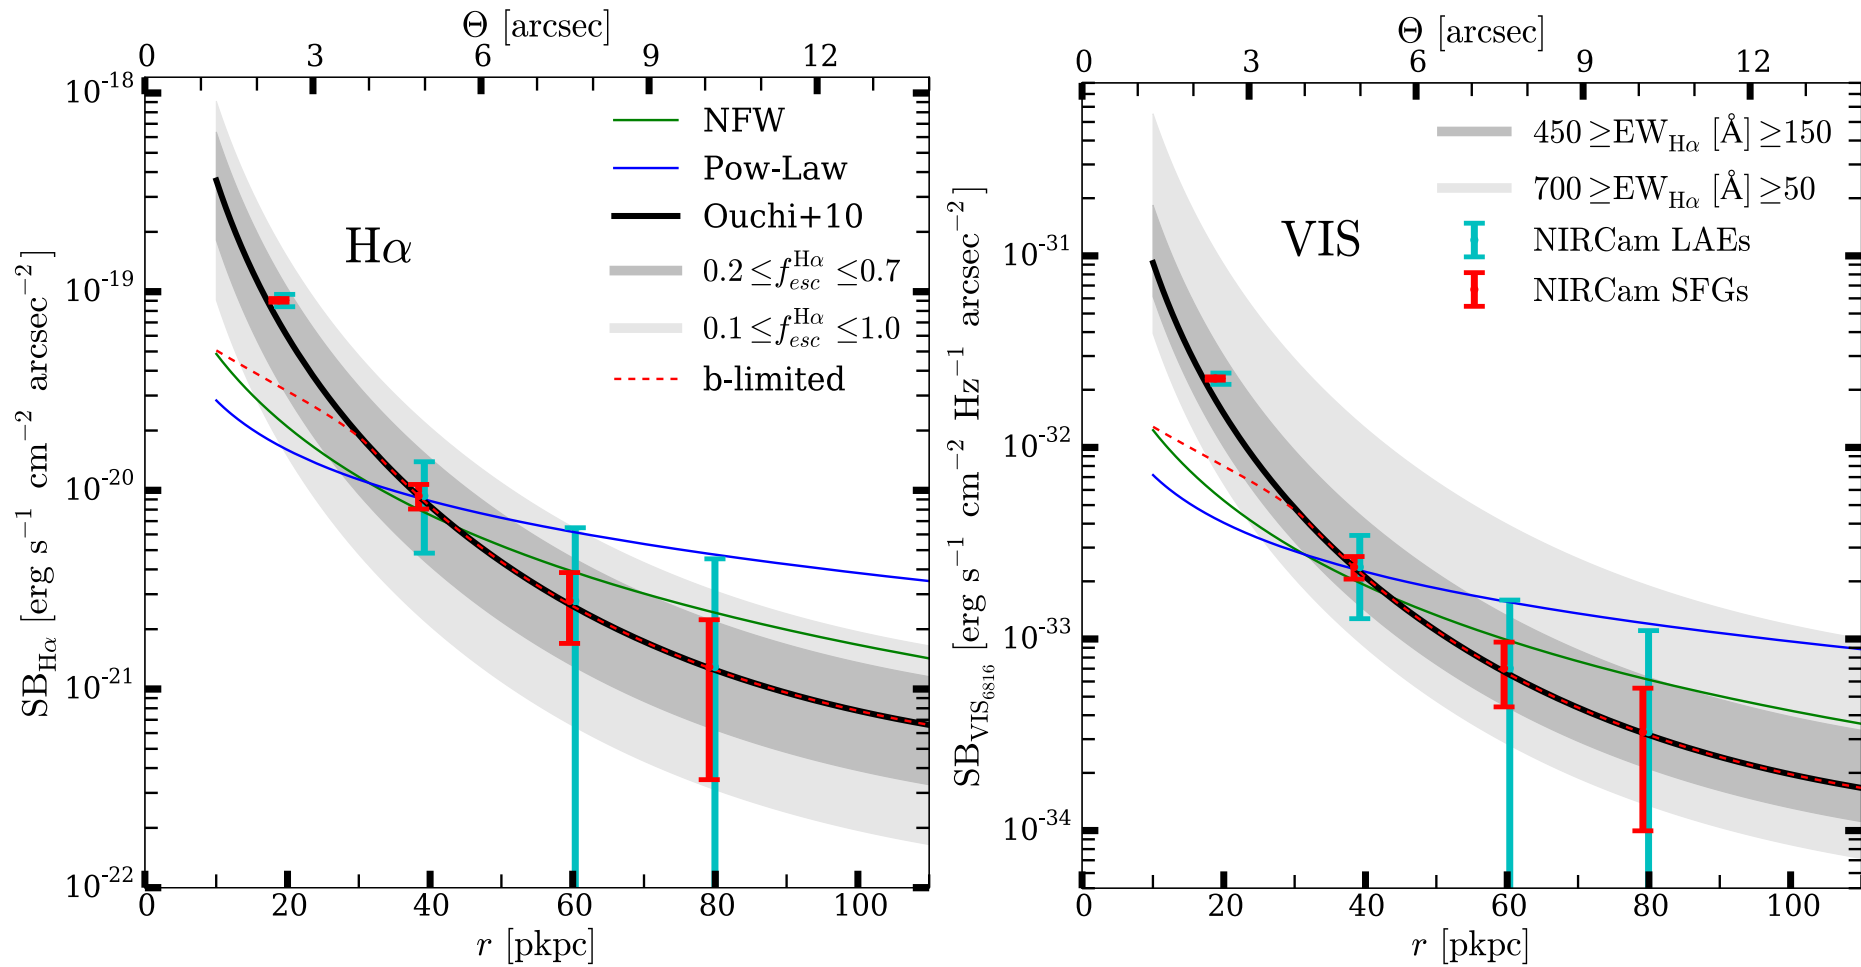 Θ [arcsec]
0 3 6 9 12
10⁻¹⁸
10⁻¹⁹
10⁻²⁰
10⁻²¹
10⁻²²
SB_Hα [erg s⁻¹ cm⁻² arcsec⁻²]
Hα
NFW
Pow-Law
Ouchi+10
0.2 ≤ f_esc^Hα ≤ 0.7
0.1 ≤ f_esc^Hα ≤ 1.0
b-limited
0 20 40 60 80 100
r [pkpc]
Θ [arcsec]
0 3 6 9 12
10⁻³¹
10⁻³²
10⁻³³
10⁻³⁴
SB_VIS₆₈₁₆ [erg s⁻¹ cm⁻² Hz⁻¹ arcsec⁻²]
VIS
450 ≥EW_Hα [Å] ≥150
700 ≥EW_Hα [Å] ≥50
NIRCam LAEs
NIRCam SFGs
0 20 40 60 80 100
r [pkpc]